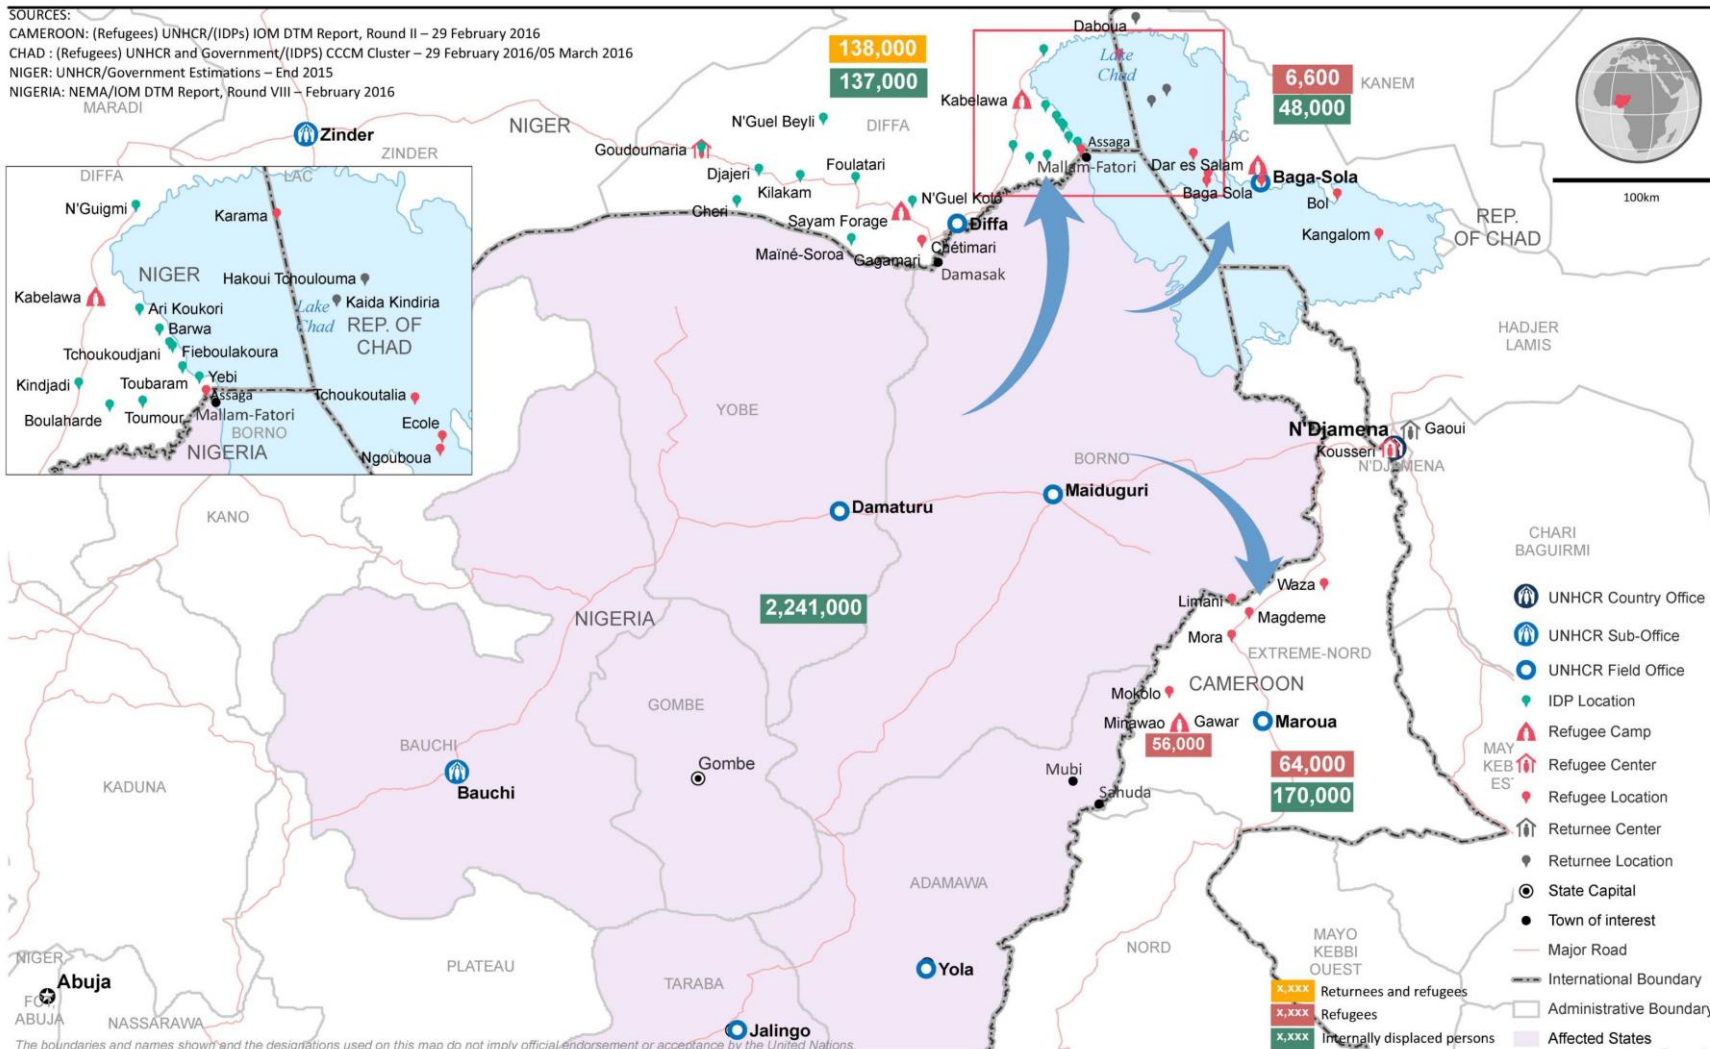 SOURCES:
CAMEROON: (Refugees) UNHCR/(IDPs) IOM DTM Report, Round II – 29 February 2016
CHAD : (Refugees) UNHCR and Government/(IDPS) CCCM Cluster – 29 February 2016/05 March 2016
NIGER: UNHCR/Government Estimations – End 2015
NIGERIA: NEMA/IOM DTM Report, Round VIII – February 2016
MARADI
Zinder
ZINDER
NIGER
138,000
137,000
DIFFA
N'Guel Beyli
Goudoumaria
Djajeri
Kilakam
Foulatari
Cheri
N'Guel Kolo
Sayam Forage
Diffa
Maïné-Soroa
Gagamari
Chétimari
Damasak
Daboua
Lake
Chad
Kabelawa
Assaga
Mallam-Fatori
6,600
48,000
KANEM
LAC
Dar es Salam
Baga-Sola
Baga Sola
Bol
Kangalom
REP.
OF CHAD
100km
HADJER
LAMIS
DIFFA
LAC
N'Guigmi
Karama
NIGER
Hakoui Tchoulouma
Kabelawa
Kaida Kindiria
Lake
Chad
Ari Koukori
REP. OF
CHAD
Barwa
Tchoukoudjani
Fieboulakoura
Kindjadi
Toubaram
Yebi
Assaga
Tchoukoutalia
Boulaharde
Toumour
Mallam-Fatori
BORNO
Ecole
NIGERIA
Ngouboua
YOBE
N'Djamena
Gaoui
Kousseri
N'DJAMENA
BORNO
Maiduguri
KANO
Damaturu
CHARI
BAGUIRMI
2,241,000
NIGERIA
Waza
Limani
Magdeme
Mora
EXTREME-NORD
CAMEROON
Mokolo
Minawao
Gawar
56,000
Maroua
64,000
170,000
GOMBE
BAUCHI
Gombe
Bauchi
KADUNA
Mubi
Sahuda
MAY
KEB
ES
ADAMAWA
NORD
MAYO
KEBBI
OUEST
Yola
PLATEAU
TARABA
Jalingo
NIGER
Abuja
FCT,
ABUJA
NASSARAWA
UNHCR Country Office
UNHCR Sub-Office
UNHCR Field Office
IDP Location
Refugee Camp
Refugee Center
Refugee Location
Returnee Center
Returnee Location
State Capital
Town of interest
Major Road
International Boundary
Administrative Boundary
Affected States
x,xxx Returnees and refugees
x,xxx Refugees
x,xxx Internally displaced persons
The boundaries and names shown and the designations used on this map do not imply official endorsement or acceptance by the United Nations.